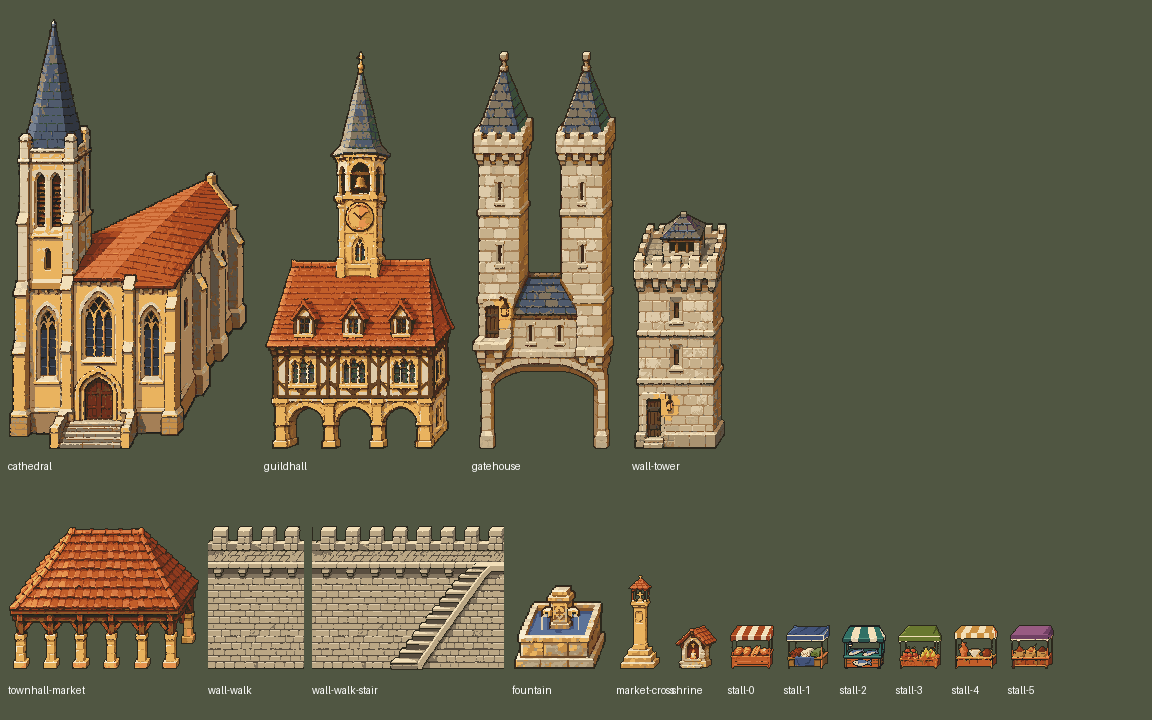 cathedral
guildhall
gatehouse
wall-tower
townhall-market
wall-walk
wall-walk-stair
fountain
market-cross
shrine
stall-0
stall-1
stall-2
stall-3
stall-4
stall-5